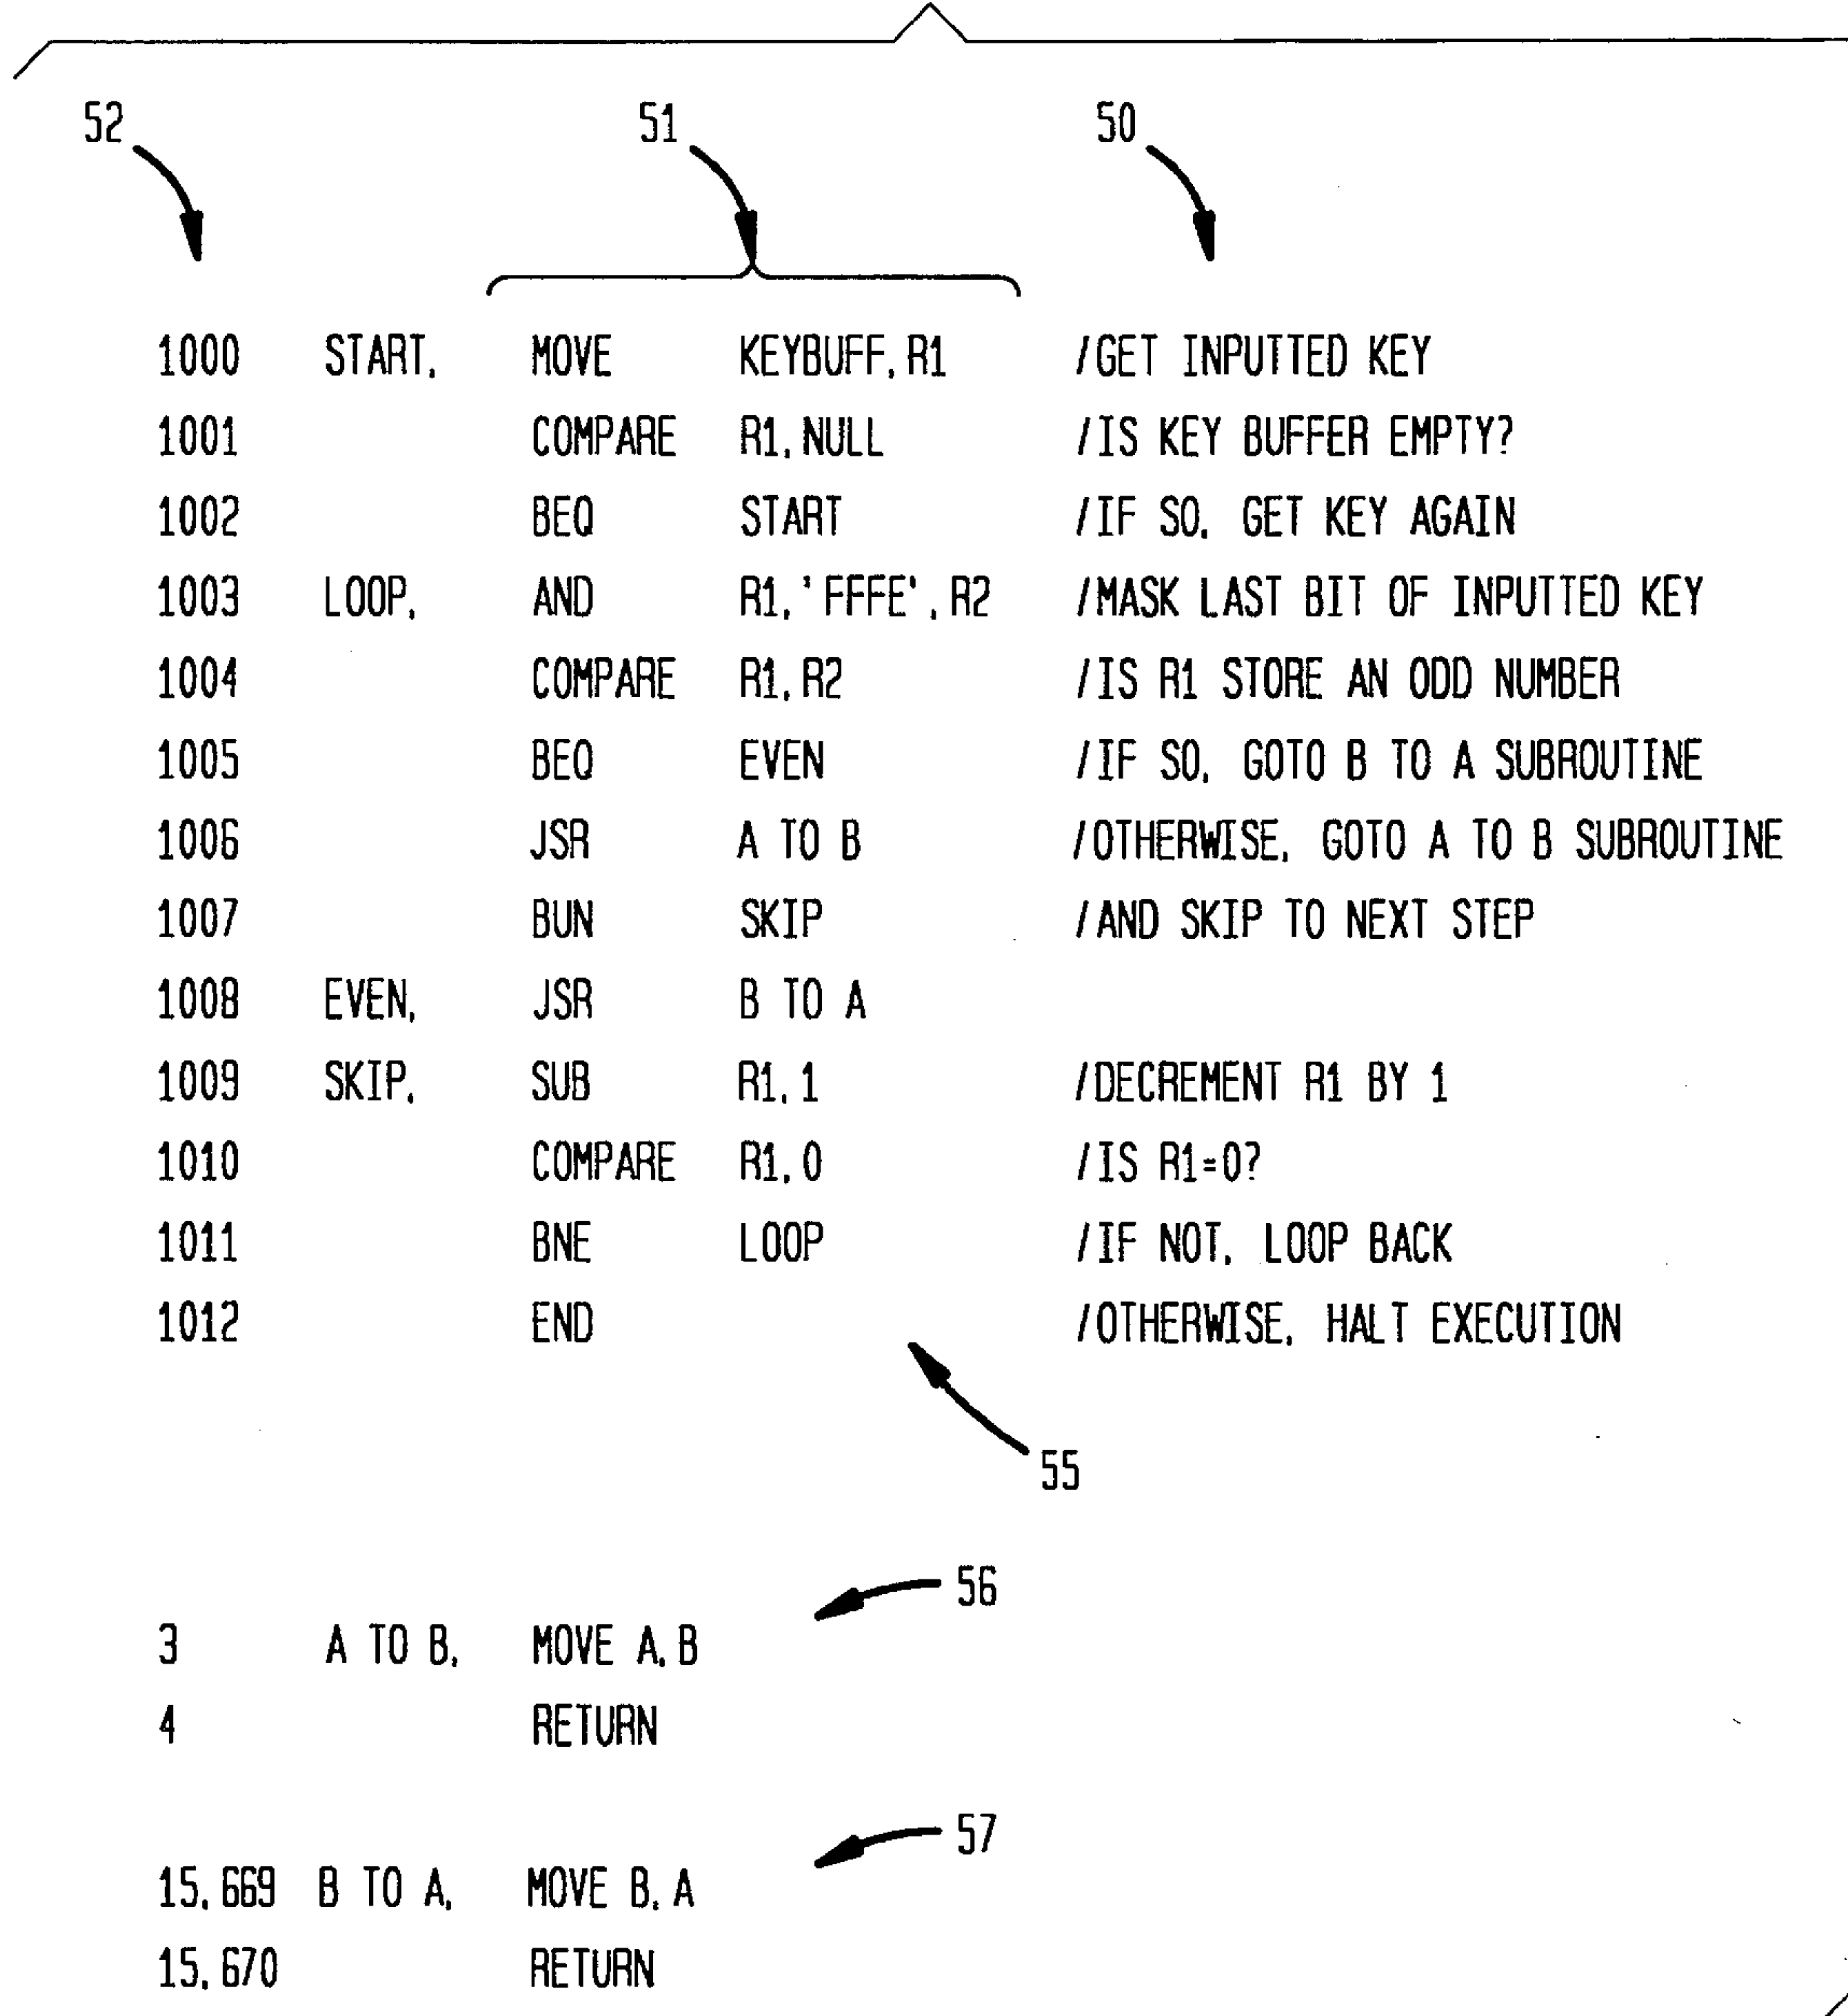 52 51 50
1000 START, MOVE KEYBUFF,R1 /GET INPUTTED KEY
1001 COMPARE R1,NULL /IS KEY BUFFER EMPTY?
1002 BEQ START /IF SO, GET KEY AGAIN
1003 LOOP, AND R1,'FFFE',R2 /MASK LAST BIT OF INPUTTED KEY
1004 COMPARE R1,R2 /IS R1 STORE AN ODD NUMBER
1005 BEQ EVEN /IF SO, GOTO B TO A SUBROUTINE
1006 JSR A TO B /OTHERWISE, GOTO A TO B SUBROUTINE
1007 BUN SKIP /AND SKIP TO NEXT STEP
1008 EVEN, JSR B TO A
1009 SKIP, SUB R1,1 /DECREMENT R1 BY 1
1010 COMPARE R1,0 /IS R1=0?
1011 BNE LOOP /IF NOT, LOOP BACK
1012 END /OTHERWISE, HALT EXECUTION
55
56
3 A TO B, MOVE A,B
4 RETURN
57
15,669 B TO A, MOVE B,A
15,670 RETURN